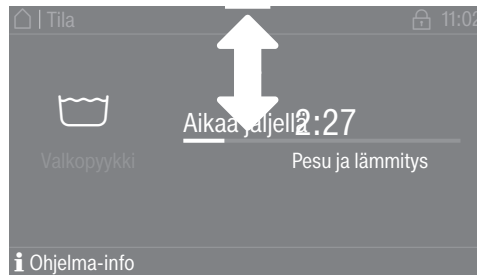 | Tila
11:02
Aikaa jäljellä 2:27
Valkopyykki
Pesu ja lämmitys
i Ohjelma-info